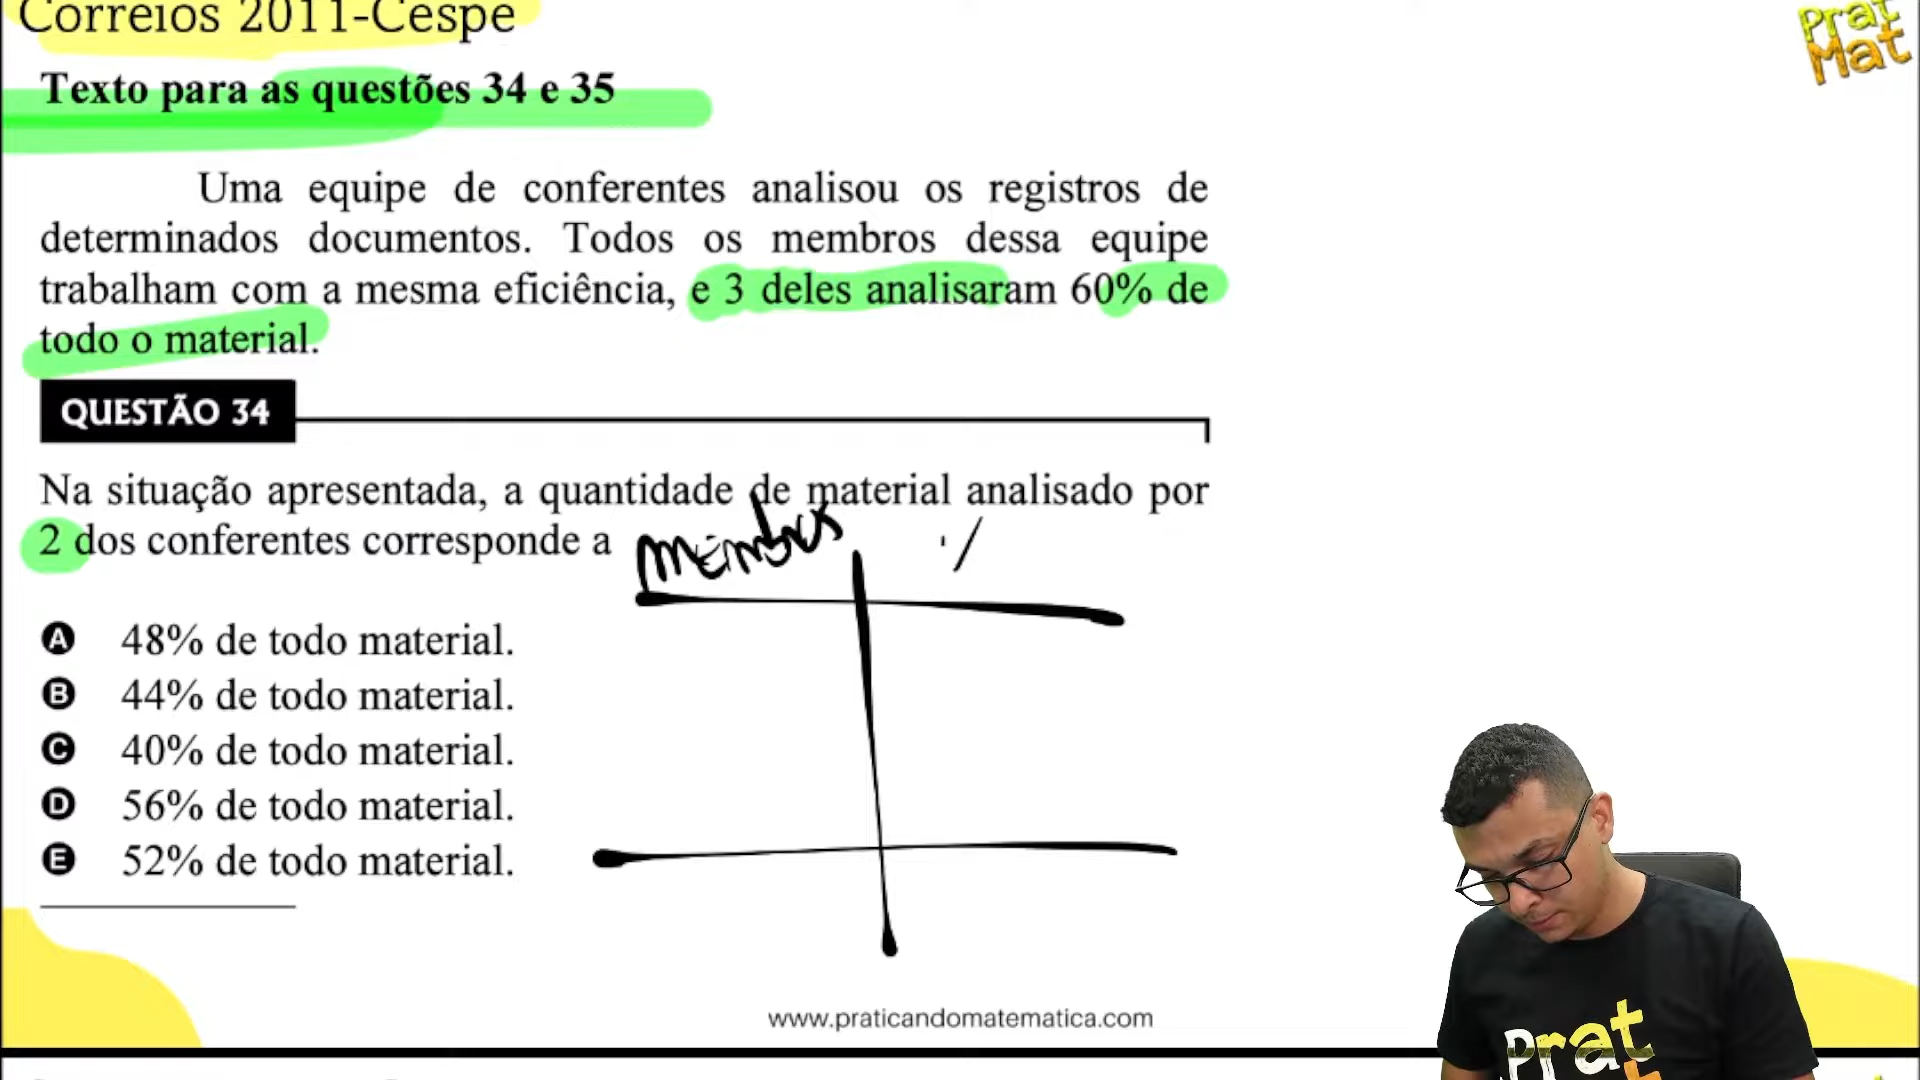 Correios 2011-Cespe
Prat
Mat
Texto para as questões 34 e 35
Uma equipe de conferentes analisou os registros de
determinados documentos. Todos os membros dessa equipe
trabalham com a mesma eficiência, e 3 deles analisaram 60% de
todo o material.
QUESTÃO 34
Na situação apresentada, a quantidade de material analisado por
2 dos conferentes corresponde a
membros
A 48% de todo material.
B 44% de todo material.
C 40% de todo material.
D 56% de todo material.
E 52% de todo material.
www.praticandomatematica.com
Prat